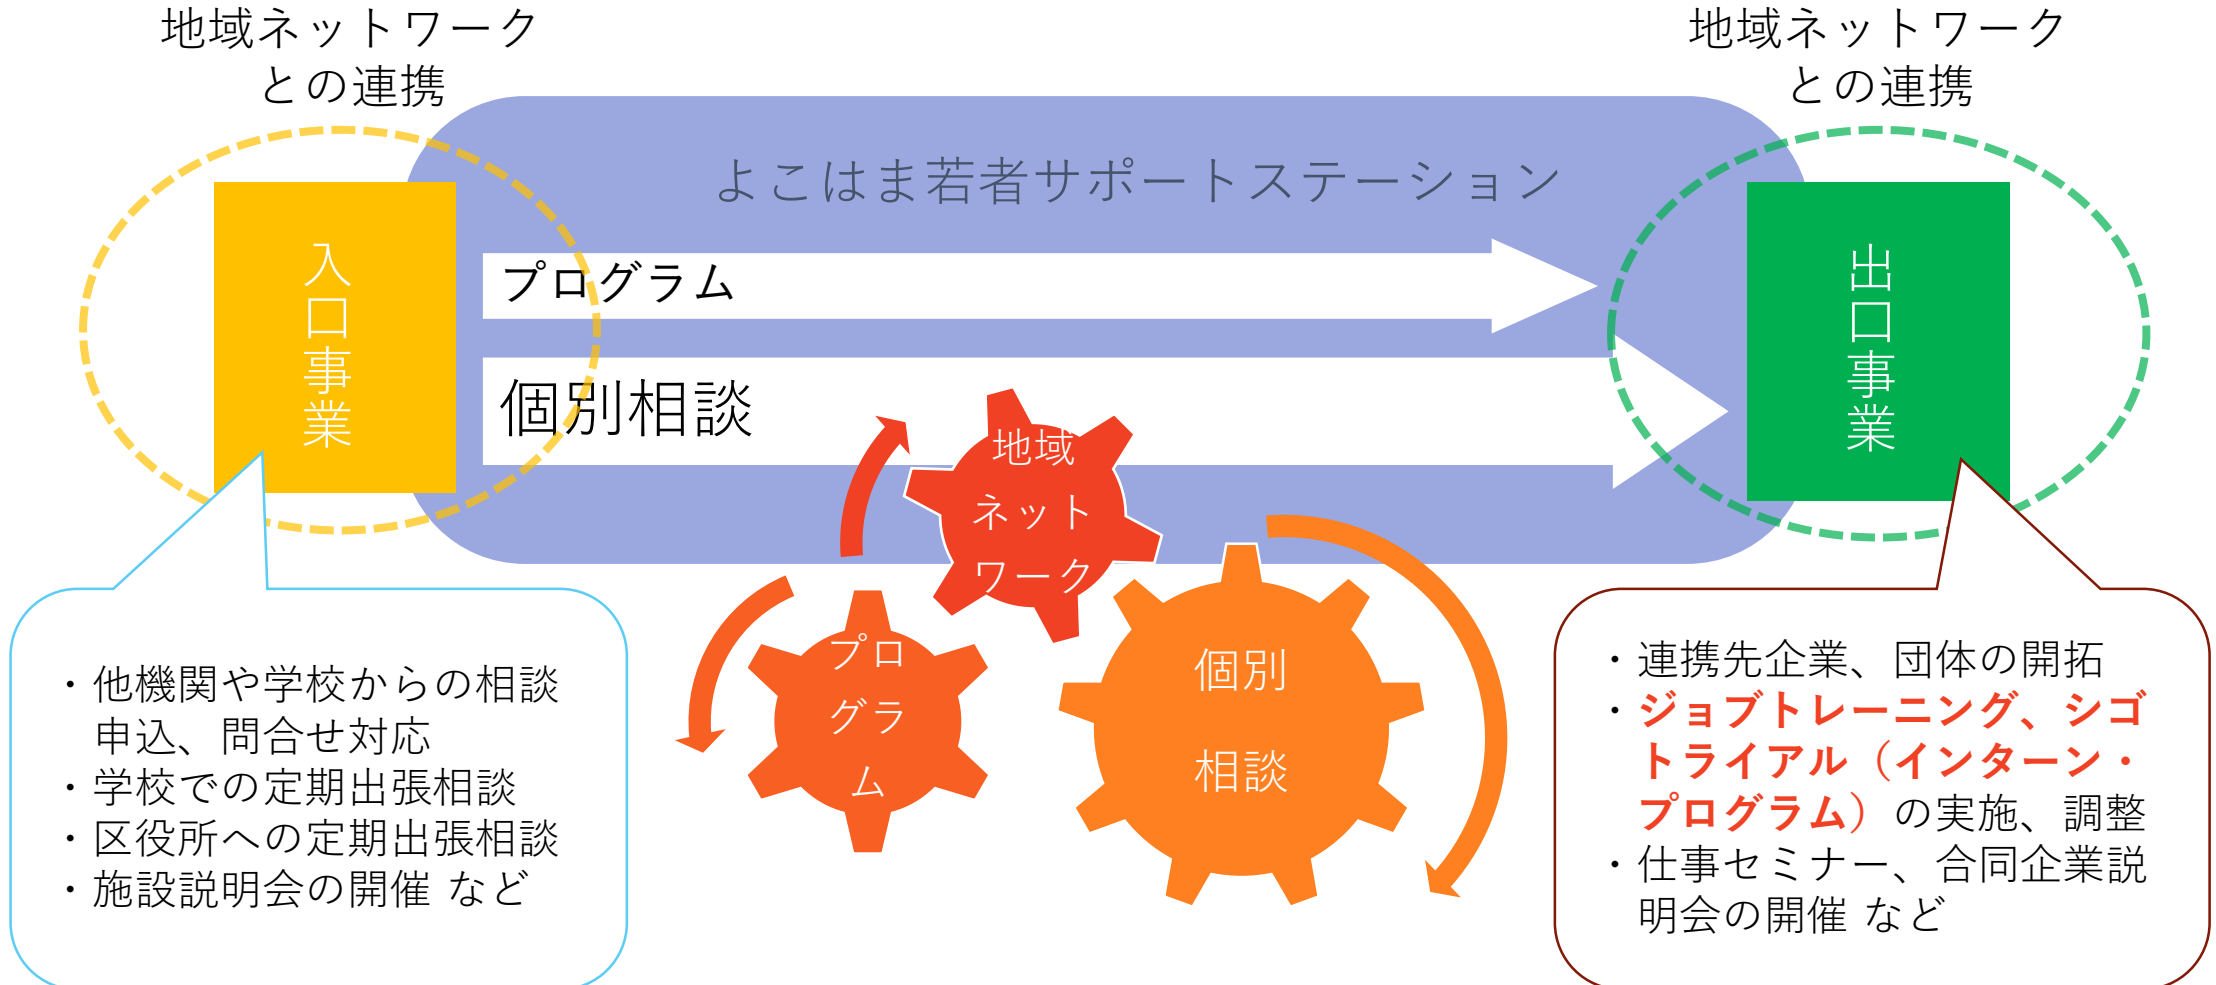 地域ネットワーク
との連携
地域ネットワーク
との連携
よこはま若者サポートステーション
入口事業
プログラム
個別相談
出口事業
地域
ネット
ワーク
プロ
グラ
ム
個別
相談
・他機関や学校からの相談
申込、問合せ対応
・学校での定期出張相談
・区役所への定期出張相談
・施設説明会の開催 など
・連携先企業、団体の開拓
・ジョブトレーニング、シゴ
トライアル（インターン・
プログラム）の実施、調整
・仕事セミナー、合同企業説
明会の開催 など